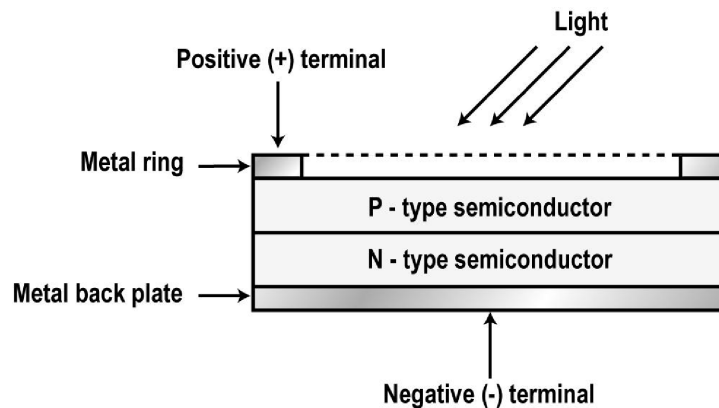 Light
Positive (+) terminal
Metal ring
P - type semiconductor
N - type semiconductor
Metal back plate
Negative (-) terminal